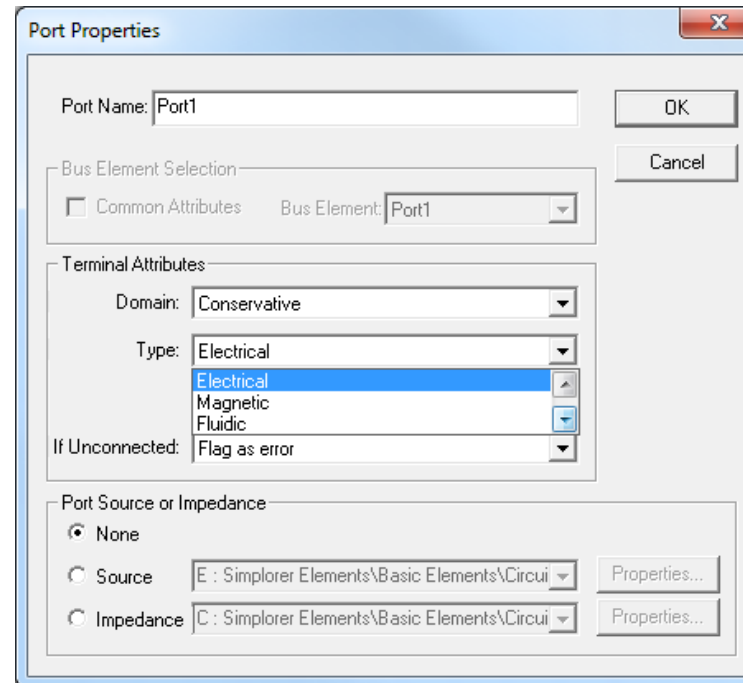 Port Properties
Port Name: Port1
OK
Bus Element Selection
Cancel
Common Attributes Bus Element: Port1
Terminal Attributes
Domain: Conservative
Type: Electrical
Electrical
Magnetic
Fluidic
If Unconnected: Flag as error
Port Source or Impedance
None
Source E : Simplorer Elements\Basic Elements\Circui Properties...
Impedance C : Simplorer Elements\Basic Elements\Circui Properties...